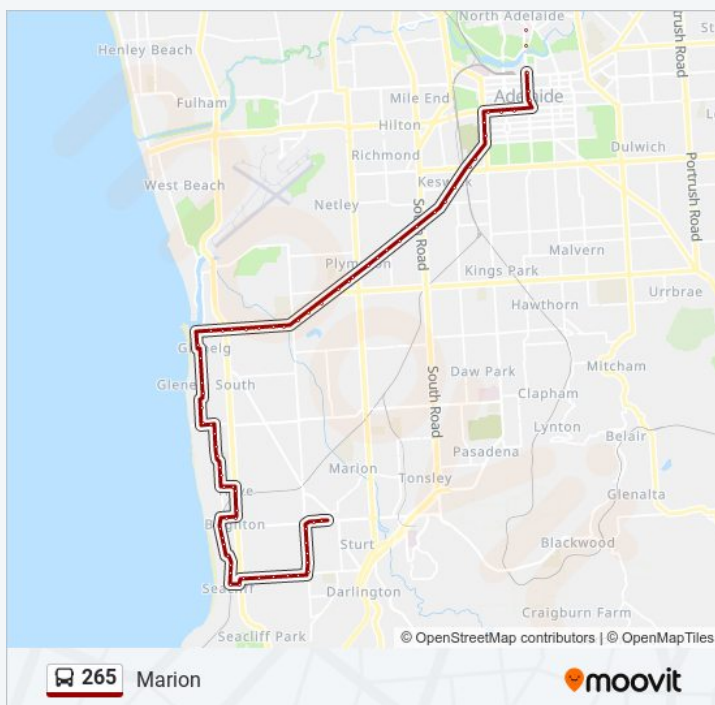 North Adelaide
Portrush Road
Henley Beach
Adelaide
Mile End
Fulham
Hilton
Dulwich
Richmond
West Beach
Keswick
Portrush Road
Netley
South Road
Malvern
Plympton
Kings Park
Urrbrae
Hawthorn
Glenelg
Mitcham
Glenelg South
Daw Park
South Road
Clapham
Lynton
Belair
Pasadena
Marion
Tonsley
Glenalta
Brighton
Sturt
Blackwood
Seacliff
Darlington
Craigburn Farm
Seacliff Park
© OpenStreetMap contributors | © OpenMapTiles
265 Marion
moovit